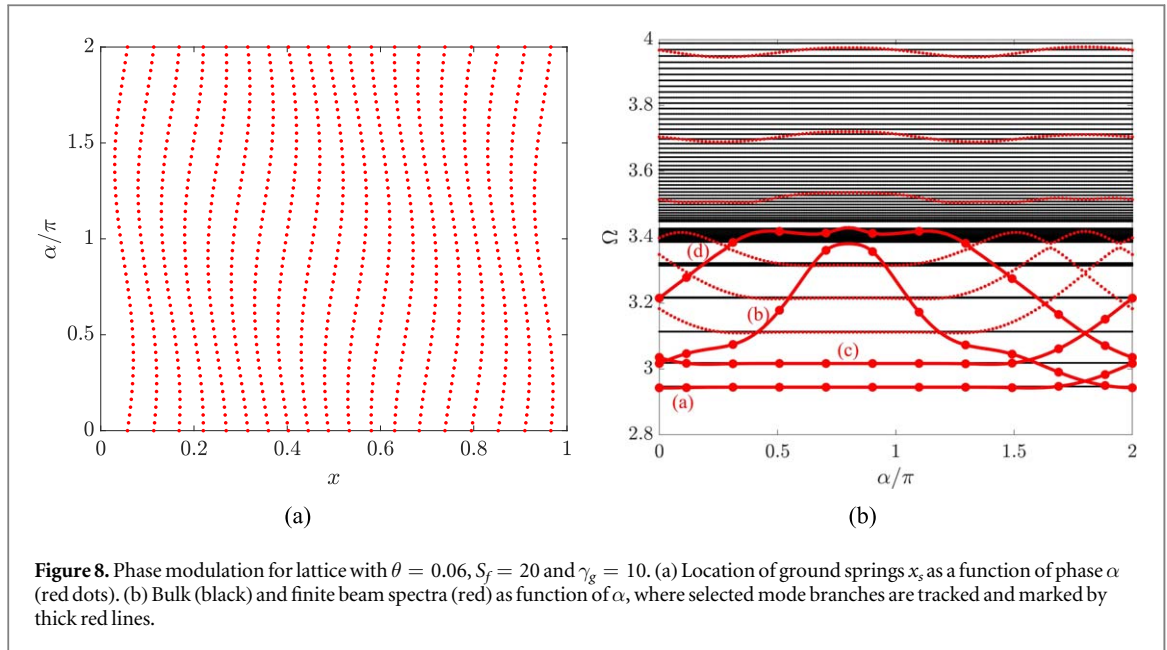 2
1.5
1
0.5
0
α/π
0
0.2
0.4
0.6
0.8
1
x
(a)
4
3.8
3.6
3.4
3.2
3
2.8
Ω
(d)
(b)
(c)
(a)
0
0.5
1
1.5
2
α/π
(b)
Figure 8. Phase modulation for lattice with θ = 0.06, S_f = 20 and γ_g = 10. (a) Location of ground springs x_s as a function of phase α
(red dots). (b) Bulk (black) and finite beam spectra (red) as function of α, where selected mode branches are tracked and marked by
thick red lines.